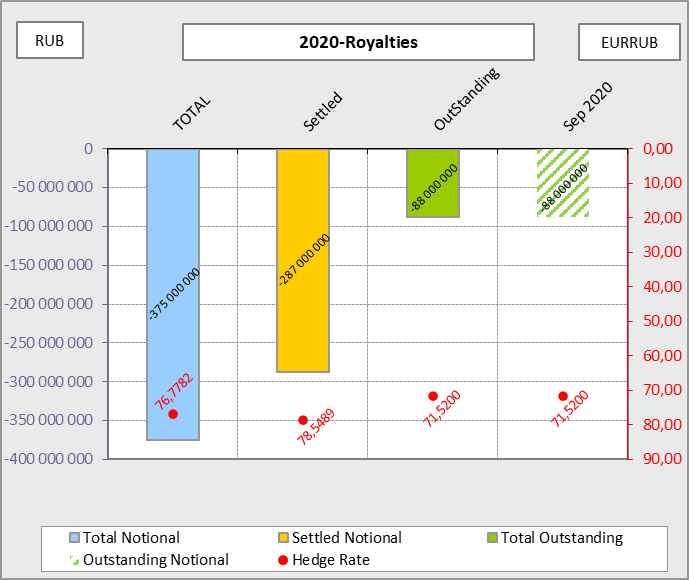 RUB
2020-Royalties
EURRUB
TOTAL
Settled
OutStanding
Sep 2020
0
-50 000 000
-100 000 000
-150 000 000
-200 000 000
-250 000 000
-300 000 000
-350 000 000
-400 000 000
-375 000 000
-287 000 000
-88 000 000
-88 000 000
76,7782
78,5489
71,5200
71,5200
0,00
10,00
20,00
30,00
40,00
50,00
60,00
70,00
80,00
90,00
Total Notional
Settled Notional
Total Outstanding
Outstanding Notional
Hedge Rate